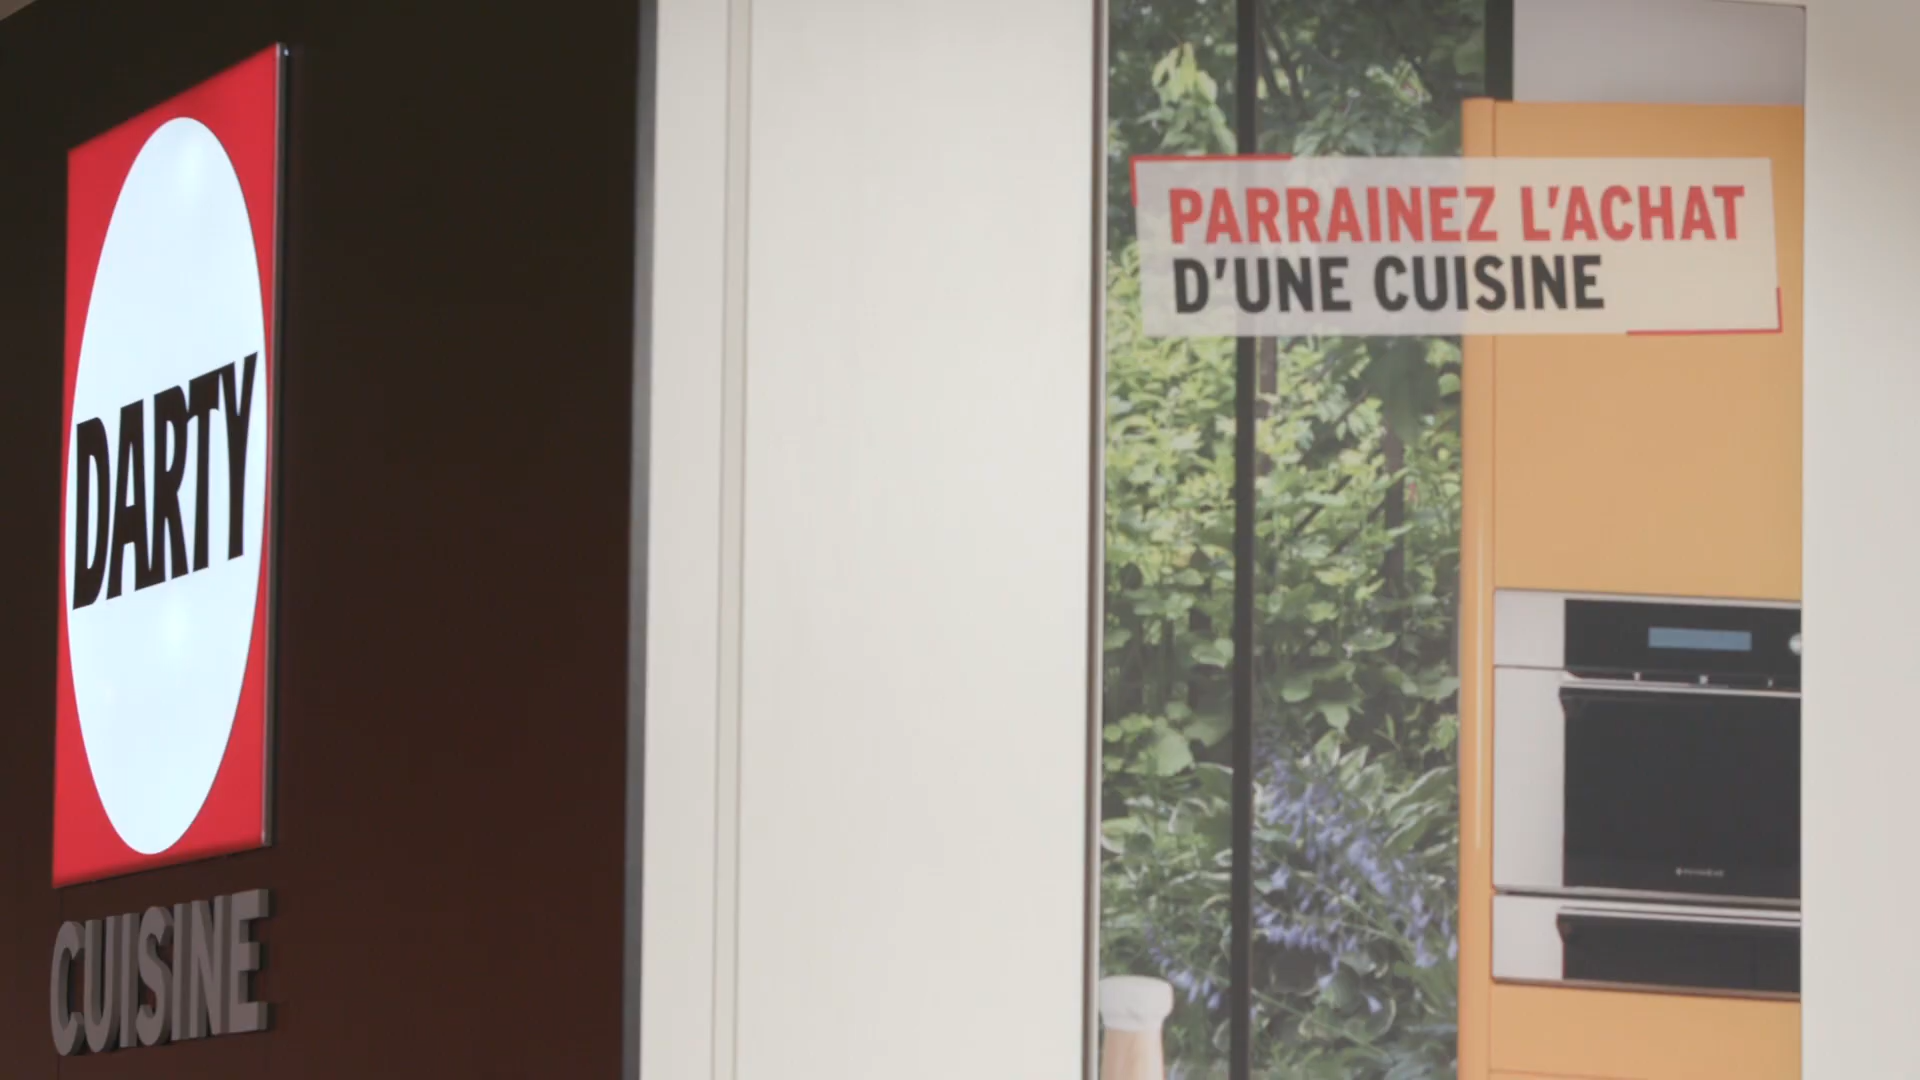 DARTY
CUISINE
PARRAINEZ L'ACHAT
D'UNE CUISINE